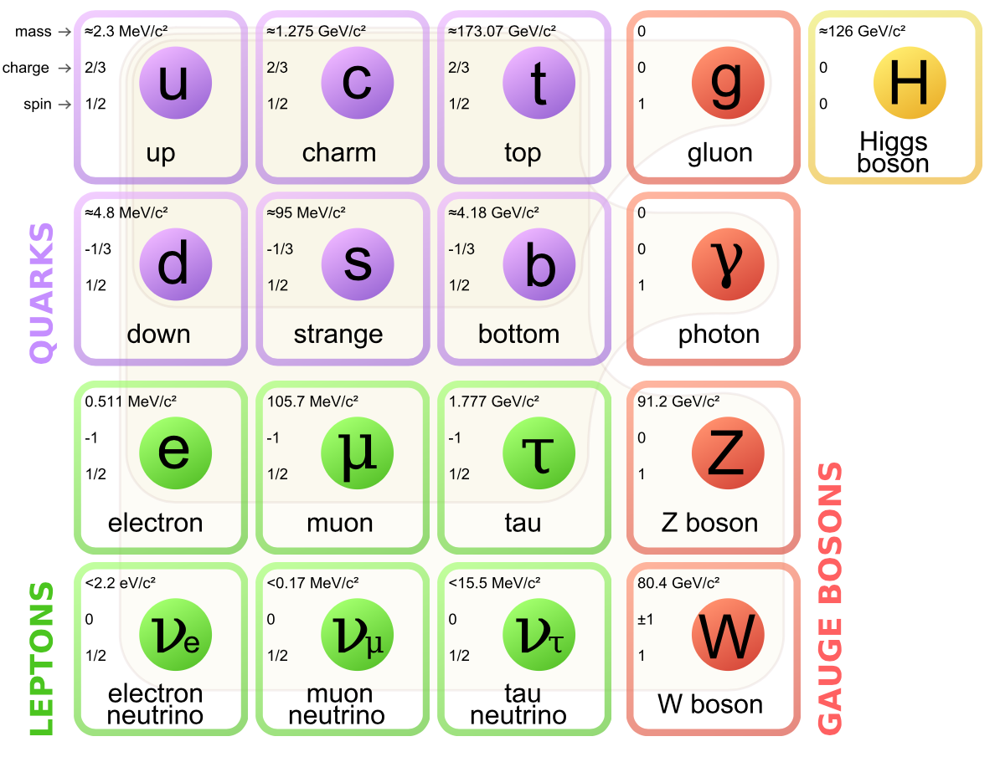 mass →
charge →
spin →
≈2.3 MeV/c²
2/3
1/2
u
up
≈1.275 GeV/c²
2/3
1/2
c
charm
≈173.07 GeV/c²
2/3
1/2
t
top
0
0
1
g
gluon
≈126 GeV/c²
0
0
H
Higgs
boson
QUARKS
≈4.8 MeV/c²
-1/3
1/2
d
down
≈95 MeV/c²
-1/3
1/2
s
strange
≈4.18 GeV/c²
-1/3
1/2
b
bottom
0
0
1
γ
photon
0.511 MeV/c²
-1
1/2
e
electron
105.7 MeV/c²
-1
1/2
μ
muon
1.777 GeV/c²
-1
1/2
τ
tau
91.2 GeV/c²
0
1
Z
Z boson
LEPTONS
<2.2 eV/c²
0
1/2
νe
electron
neutrino
<0.17 MeV/c²
0
1/2
νμ
muon
neutrino
<15.5 MeV/c²
0
1/2
ντ
tau
neutrino
80.4 GeV/c²
±1
1
W
W boson
GAUGE BOSONS